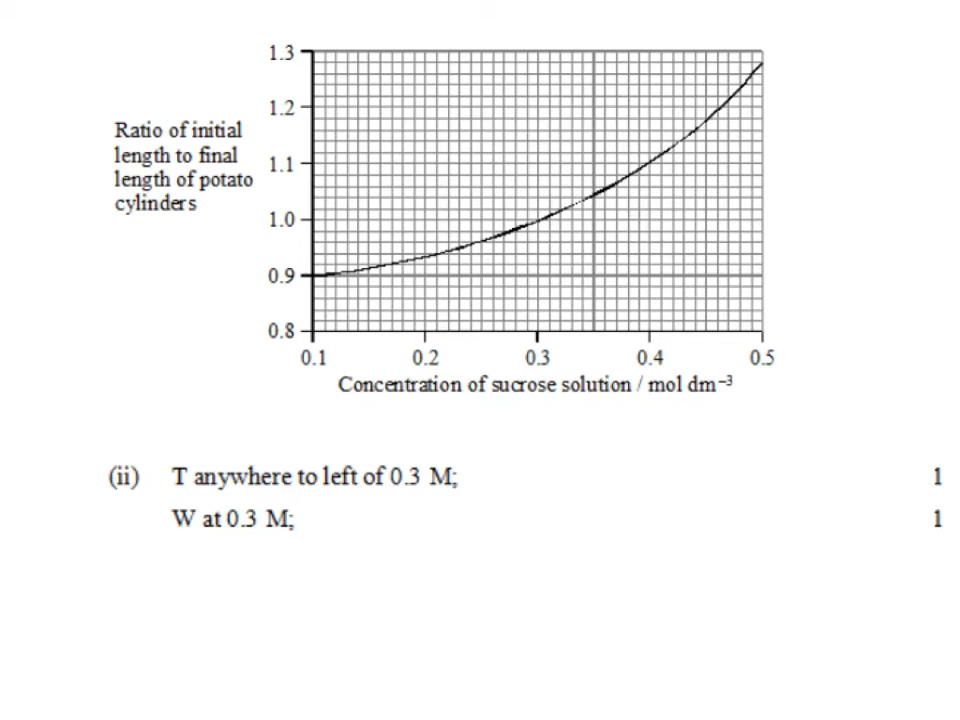 1.3
1.2
Ratio of initial
length to final
length of potato
cylinders
1.1
1.0
0.9
0.8
0.1 0.2 0.3 0.4 0.5
Concentration of sucrose solution / mol dm⁻³
(ii) T anywhere to left of 0.3 M; 1
W at 0.3 M; 1